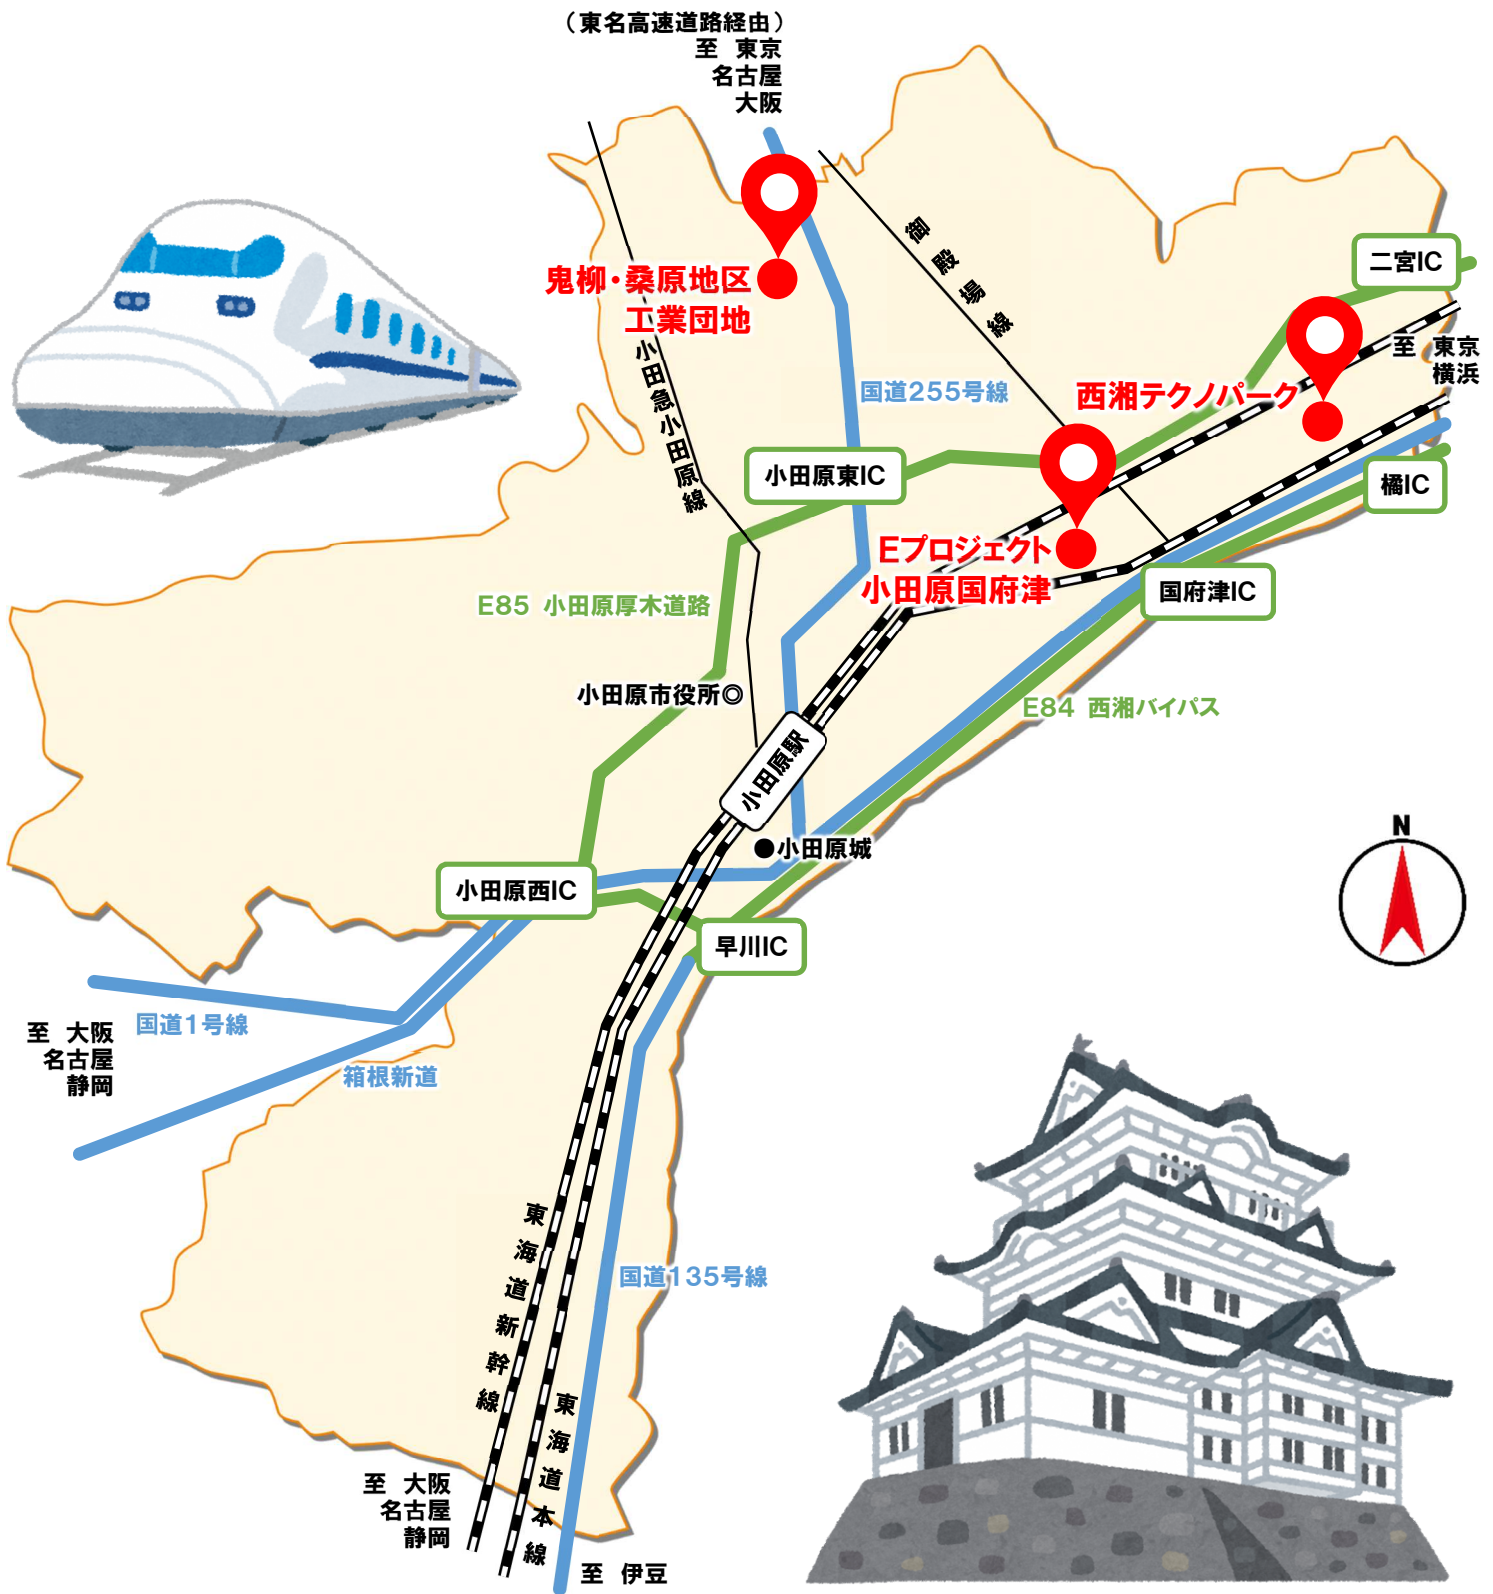 （東名高速道路経由）
至 東京
名古屋
大阪
御殿場線
二宮IC
鬼柳・桑原地区
工業団地
至 東京
横浜
小田急小田原線
国道255号線
西湘テクノパーク
小田原東IC
橘IC
Eプロジェクト
小田原国府津
国府津IC
E85 小田原厚木道路
小田原市役所◎
E84 西湘バイパス
小田原駅
●小田原城
N
小田原西IC
早川IC
国道1号線
至 大阪
名古屋
静岡
箱根新道
東海道新幹線
国道135号線
東海道本線
至 大阪
名古屋
静岡
至 伊豆